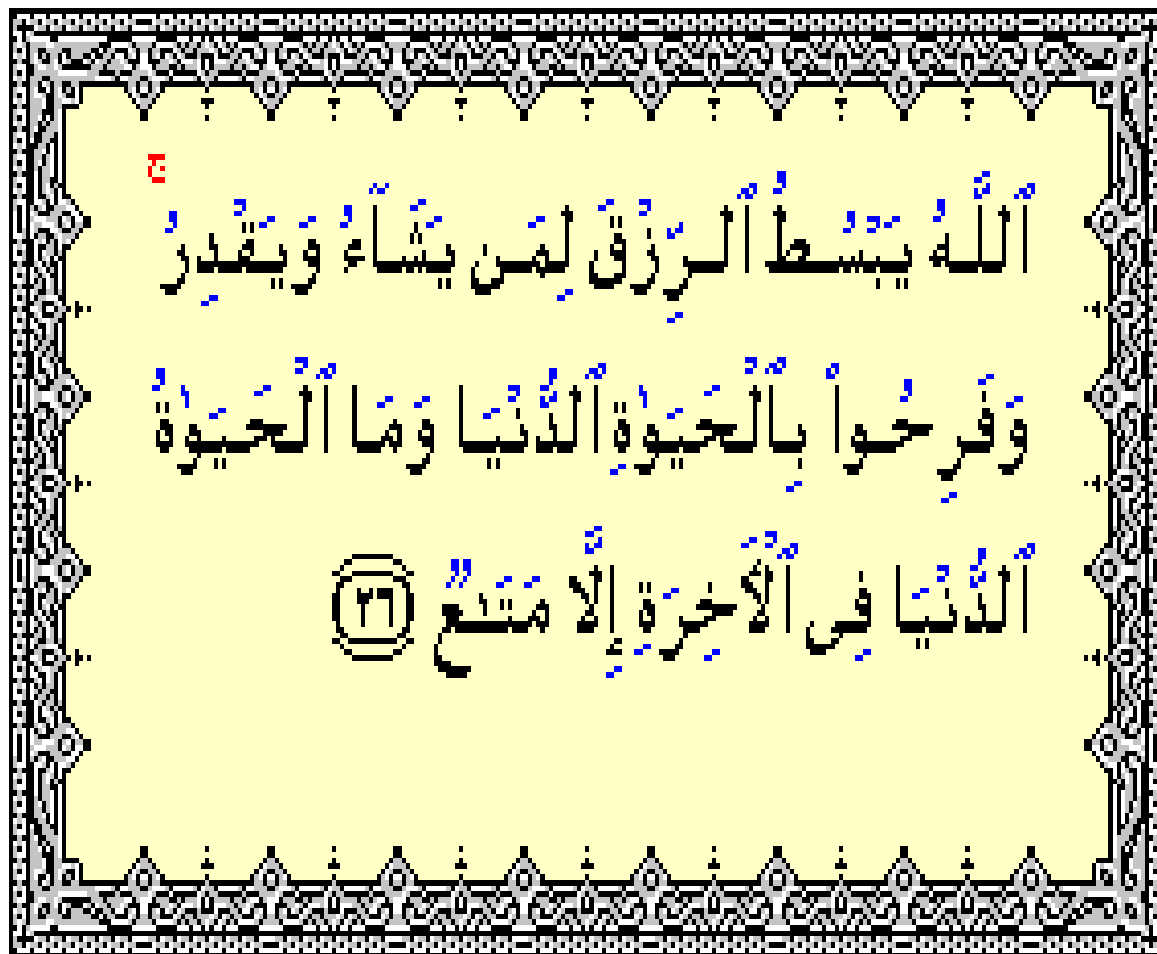 ٱللَّهُ يَبْسُطُ ٱلرِّزْقَ لِمَن يَشَآءُ وَيَقْدِرُ ۚ
وَفَرِحُوا۟ بِٱلْحَيَوٰةِ ٱلدُّنْيَا وَمَا ٱلْحَيَوٰةُ
ٱلدُّنْيَا فِى ٱلْأَخِرَةِ إِلَّا مَتَـٰعٌ ٢٦